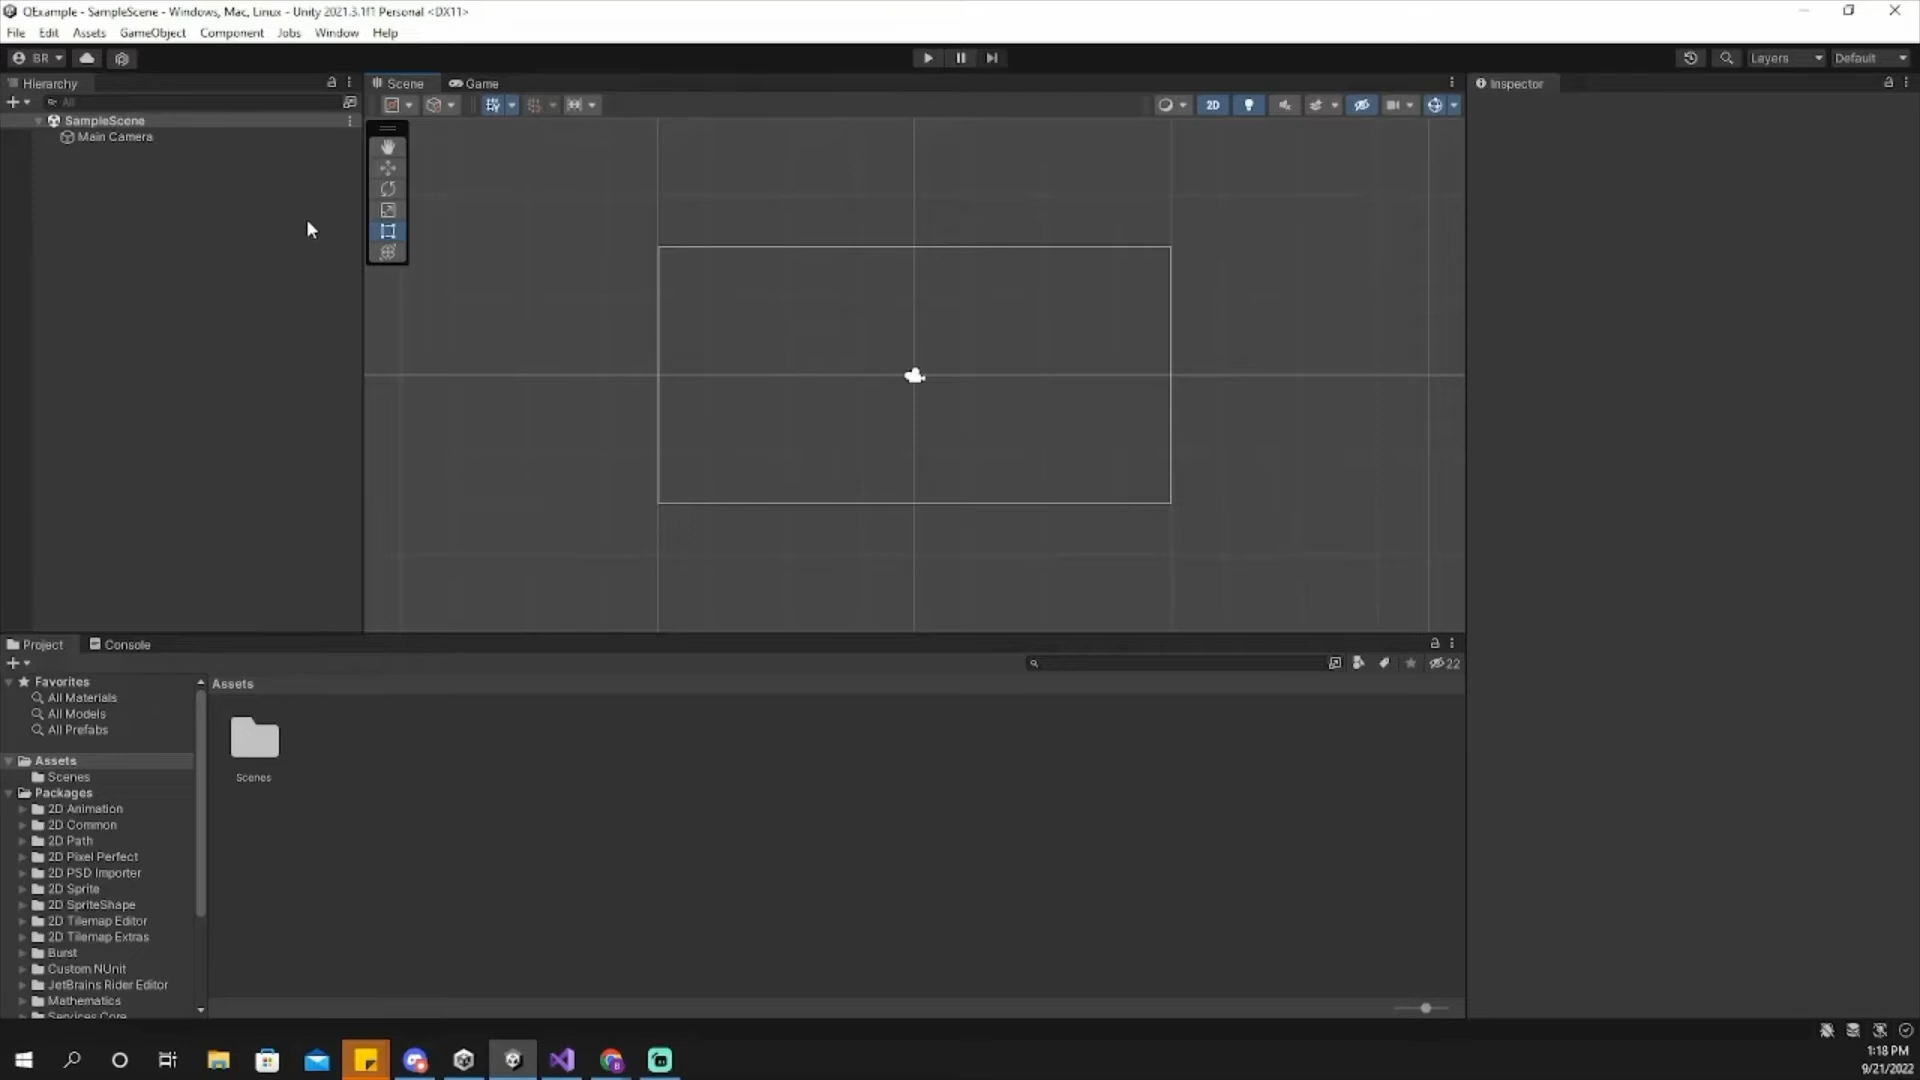 QExample - SampleScene - Windows, Mac, Linux - Unity 2021.3.1f1 Personal <DX11>
File Edit Assets GameObject Component Jobs Window Help
BR Layers Default
Hierarchy
All
SampleScene
Main Camera
Scene Game
2D
Inspector
Project Console
22
Favorites
All Materials
All Models
All Prefabs
Assets
Scenes
Packages
2D Animation
2D Common
2D Path
2D Pixel Perfect
2D PSD Importer
2D Sprite
2D SpriteShape
2D Tilemap Editor
2D Tilemap Extras
Burst
Custom NUnit
JetBrains Rider Editor
Mathematics
Services Core
Assets
Scenes
1:18 PM
9/21/2022